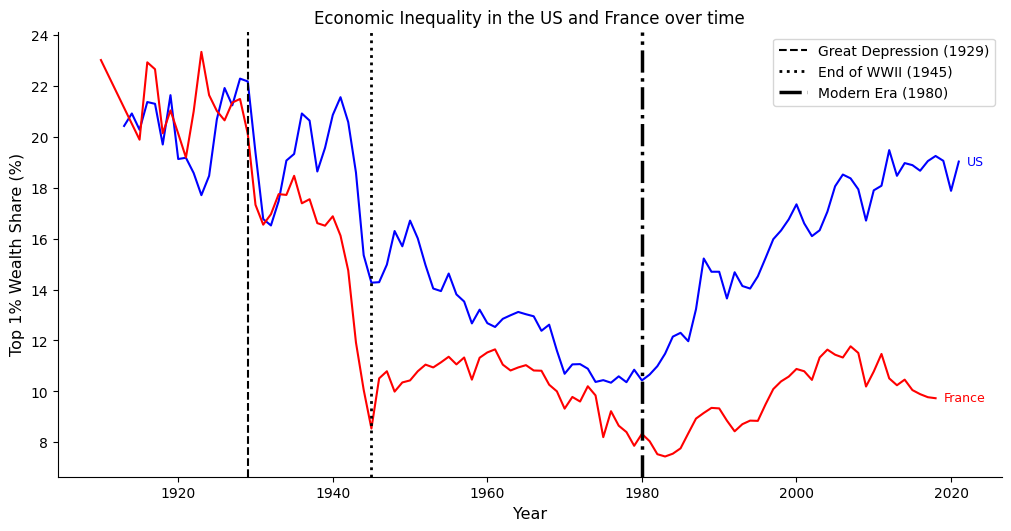 Economic Inequality in the US and France over time
Great Depression (1929)
End of WWII (1945)
Modern Era (1980)
Top 1% Wealth Share (%)
24
22
20
18
16
14
12
10
8
US
France
1920
1940
1960
1980
2000
2020
Year